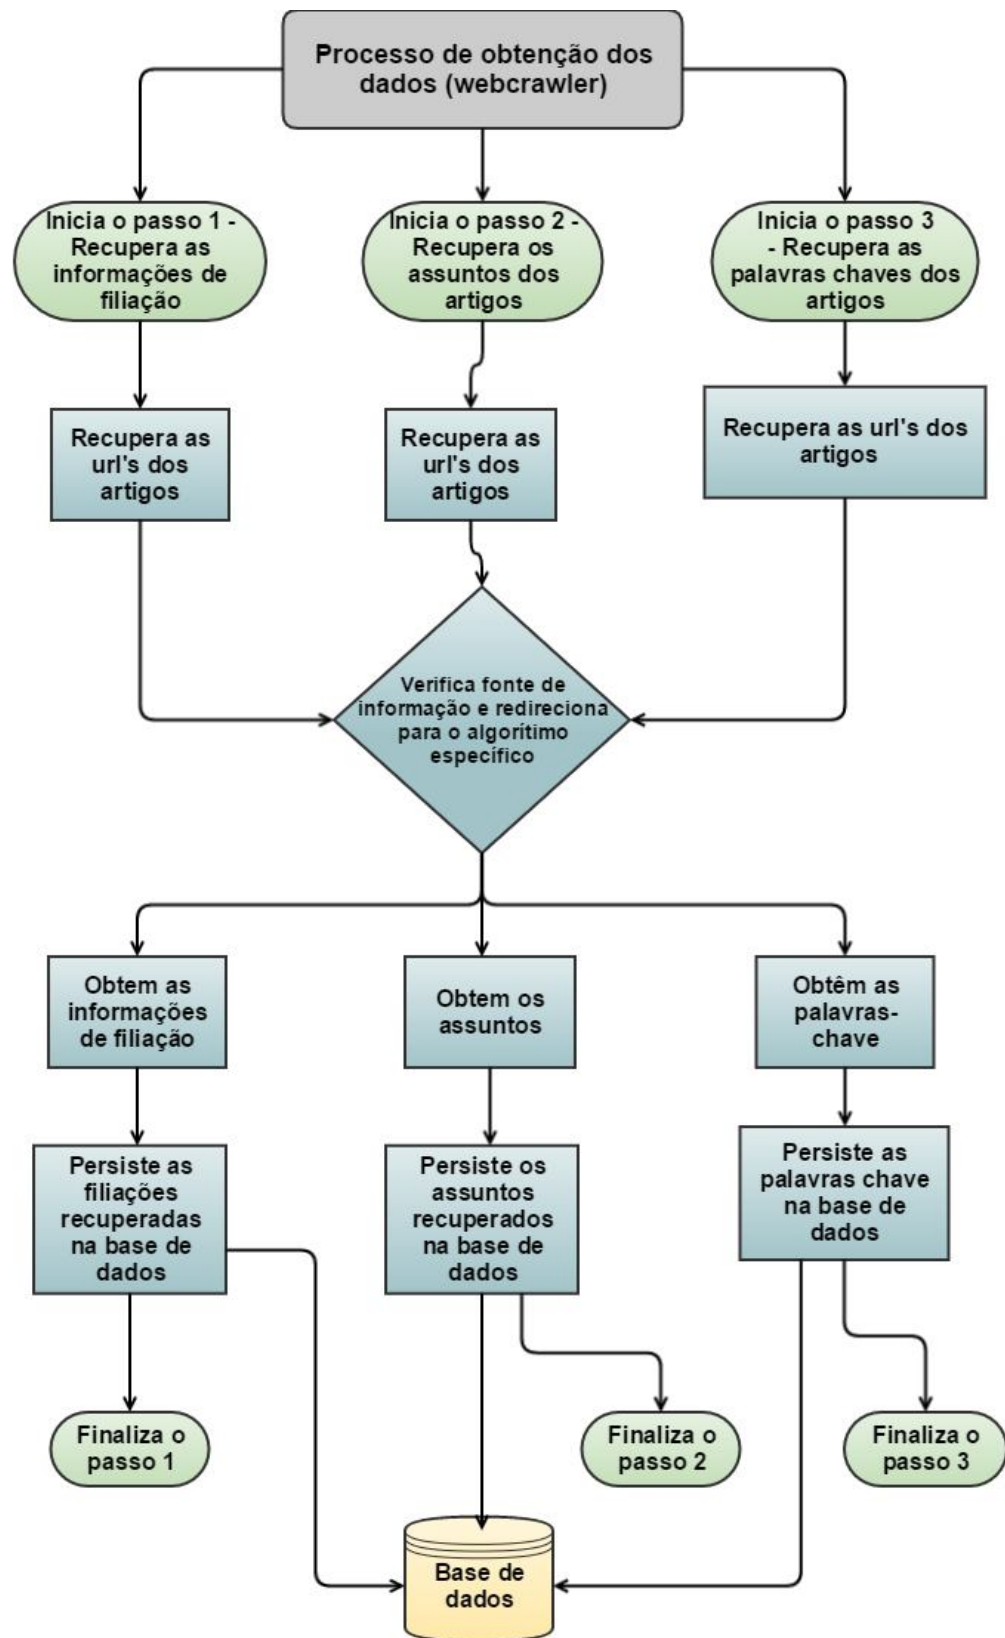 Processo de obtenção dos
dados (webcrawler)
Inicia o passo 1 -
Recupera as
informações de
filiação
Inicia o passo 2 -
Recupera os
assuntos dos
artigos
Inicia o passo 3
- Recupera as
palavras chaves dos
artigos
Recupera as
url's dos
artigos
Recupera as
url's dos
artigos
Recupera as url's dos
artigos
Verifica fonte de
informação e redireciona
para o algorítimo
específico
Obtem as
informações
de filiação
Obtem os
assuntos
Obtêm as
palavras-
chave
Persiste as
filiações
recuperadas
na base de
dados
Persiste os
assuntos
recuperados
na base de
dados
Persiste as
palavras chave
na base de
dados
Finaliza o
passo 1
Finaliza o
passo 2
Finaliza o
passo 3
Base de
dados